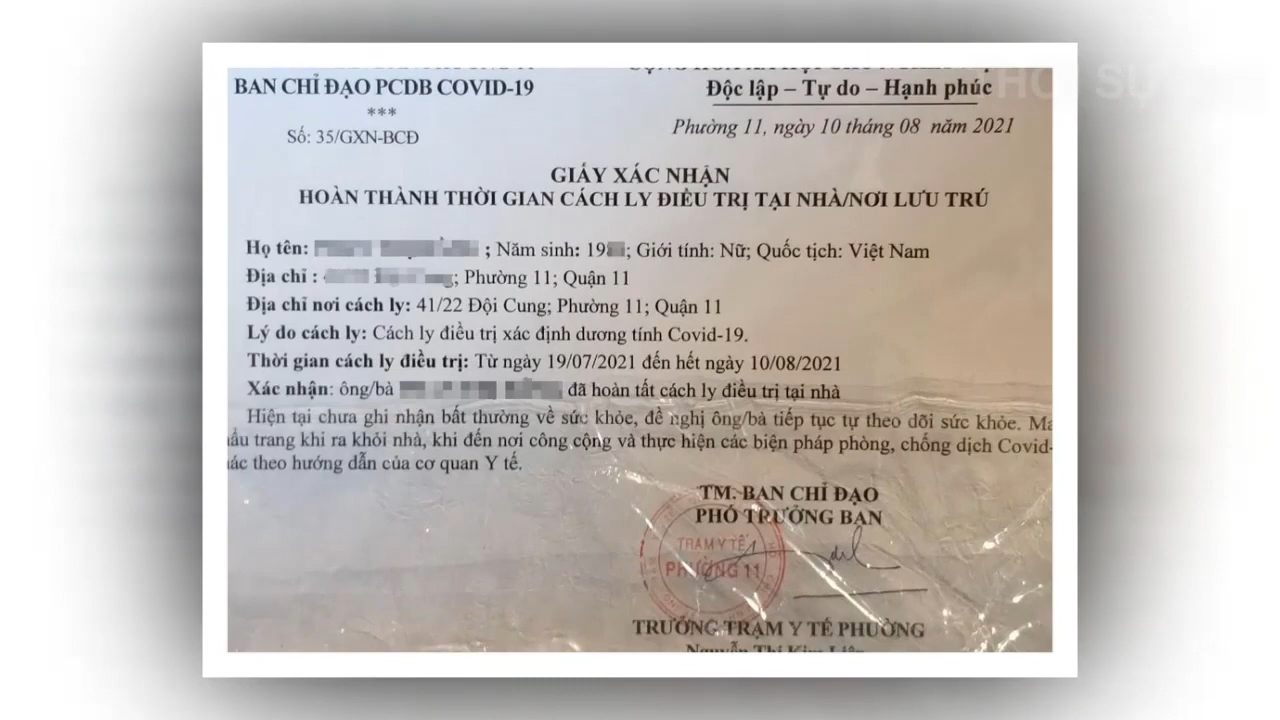 BAN CHỈ ĐẠO PCDB COVID-19
***
Số: 35/GXN-BCĐ
Độc lập – Tự do – Hạnh phúc
Phường 11, ngày 10 tháng 08 năm 2021
GIẤY XÁC NHẬN
HOÀN THÀNH THỜI GIAN CÁCH LY ĐIỀU TRỊ TẠI NHÀ/NƠI LƯU TRÚ
Họ tên: ; Năm sinh: 19; Giới tính: Nữ; Quốc tịch: Việt Nam
Địa chỉ : ; Phường 11; Quận 11
Địa chỉ nơi cách ly: 41/22 Đội Cung; Phường 11; Quận 11
Lý do cách ly: Cách ly điều trị xác định dương tính Covid-19.
Thời gian cách ly điều trị: Từ ngày 19/07/2021 đến hết ngày 10/08/2021
Xác nhận: ông/bà đã hoàn tất cách ly điều trị tại nhà
Hiện tại chưa ghi nhận bất thường về sức khỏe, đề nghị ông/bà tiếp tục tự theo dõi sức khỏe.
trang khi ra khỏi nhà, khi đến nơi công cộng và thực hiện các biện pháp phòng, chống dịch Covid-
theo hướng dẫn của cơ quan Y tế.
TM. BAN CHỈ ĐẠO
PHÓ TRƯỞNG BAN
TRẠM Y TẾ
PHƯỜNG 11
TRƯỞNG TRẠM Y TẾ PHƯỜNG